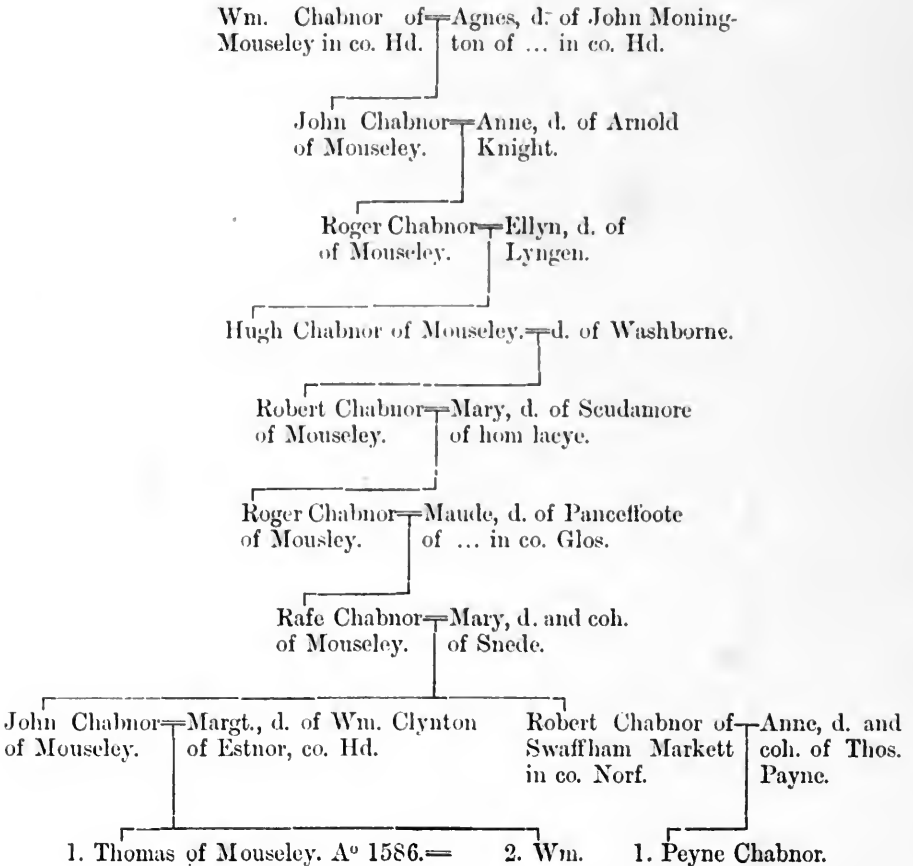 Wm. Chabnor of Agnes, d. of John Moning-
Mouseley in co. Hd. ton of ... in co. Hd.
John Chabnor Anne, d. of Arnold
of Mouseley. Knight.
Roger Chabnor Ellyn, d. of
of Mouseley. Lyngen.
Hugh Chabnor of Mouseley. d. of Washborne.
Robert Chabnor Mary, d. of Scudamore
of Mouseley. of hom lacye.
Roger Chabnor Maude, d. of Panceffoote
of Mousley. of ... in co. Glos.
Rafe Chabnor Mary, d. and coh.
of Mouseley. of Snede.
John Chabnor Margt., d. of Wm. Clynton Robert Chabnor of Anne, d. and
of Mouseley. of Estnor, co. Hd. Swaffham Markett coh. of Thos.
in co. Norf. Payne.
1. Thomas of Mouseley. Aº 1586.= 2. Wm. 1. Peyne Chabnor.